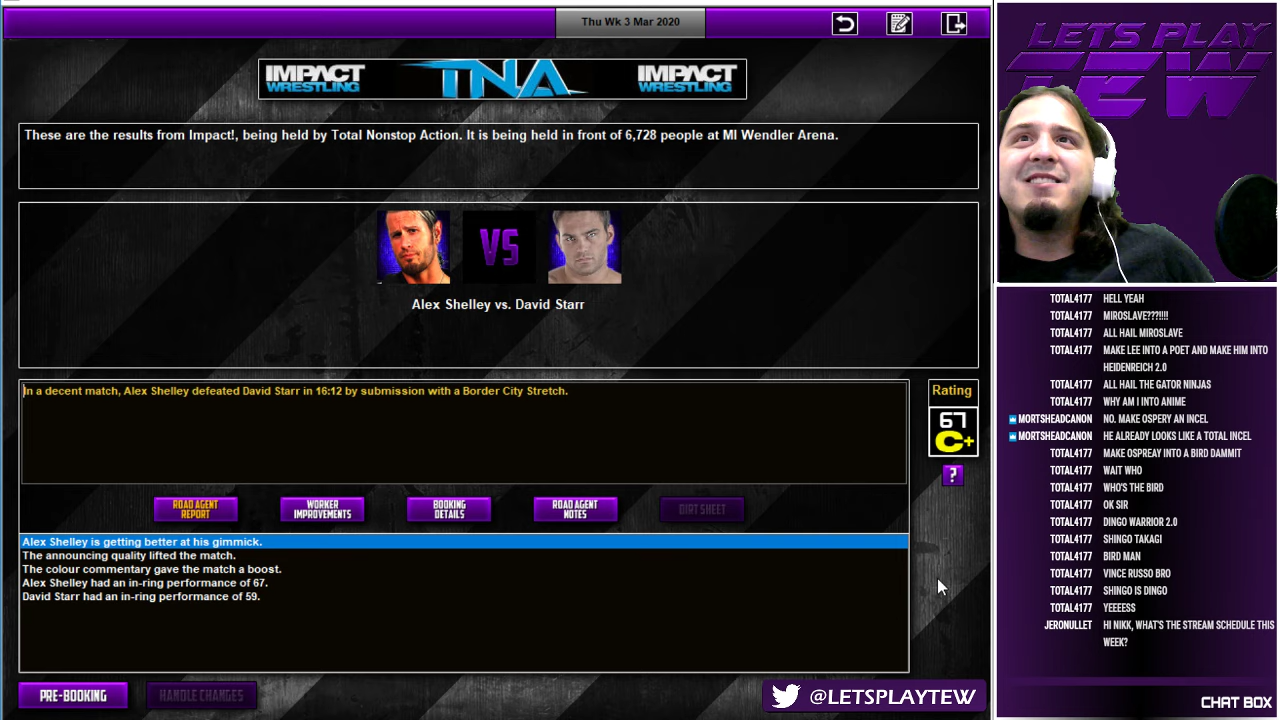 Thu Wk 3 Mar 2020
IMPACT WRESTLING TNA IMPACT WRESTLING
These are the results from Impact!, being held by Total Nonstop Action. It is being held in front of 6,728 people at MI Wendler Arena.
VS
Alex Shelley vs. David Starr
In a decent match, Alex Shelley defeated David Starr in 16:12 by submission with a Border City Stretch.
Rating
67
C+
?
ROAD AGENT REPORT
WORKER IMPROVEMENTS
BOOKING DETAILS
ROAD AGENT NOTES
DIRT SHEET
Alex Shelley is getting better at his gimmick.
The announcing quality lifted the match.
The colour commentary gave the match a boost.
Alex Shelley had an in-ring performance of 67.
David Starr had an in-ring performance of 59.
PRE-BOOKING
HANDLE CHANGES
@LETSPLAYTEW
LETS PLAY
TEW
TOTAL4177 HELL YEAH
TOTAL4177 MIROSLAVE???!!!!
TOTAL4177 ALL HAIL MIROSLAVE
TOTAL4177 MAKE LEE INTO A POET AND MAKE HIM INTO
HEIDENREICH 2.0
TOTAL4177 ALL HAIL THE GATOR NINJAS
TOTAL4177 WHY AM I INTO ANIME
MORTSHEADCANON NO. MAKE OSPERY AN INCEL
MORTSHEADCANON HE ALREADY LOOKS LIKE A TOTAL INCEL
TOTAL4177 MAKE OSPREAY INTO A BIRD DAMMIT
TOTAL4177 WAIT WHO
TOTAL4177 WHO'S THE BIRD
TOTAL4177 OK SIR
TOTAL4177 DINGO WARRIOR 2.0
TOTAL4177 SHINGO TAKAGI
TOTAL4177 BIRD MAN
TOTAL4177 VINCE RUSSO BRO
TOTAL4177 SHINGO IS DINGO
TOTAL4177 YEEEESS
JERONULLET HI NIKK, WHAT'S THE STREAM SCHEDULE THIS
WEEK?
CHAT BOX